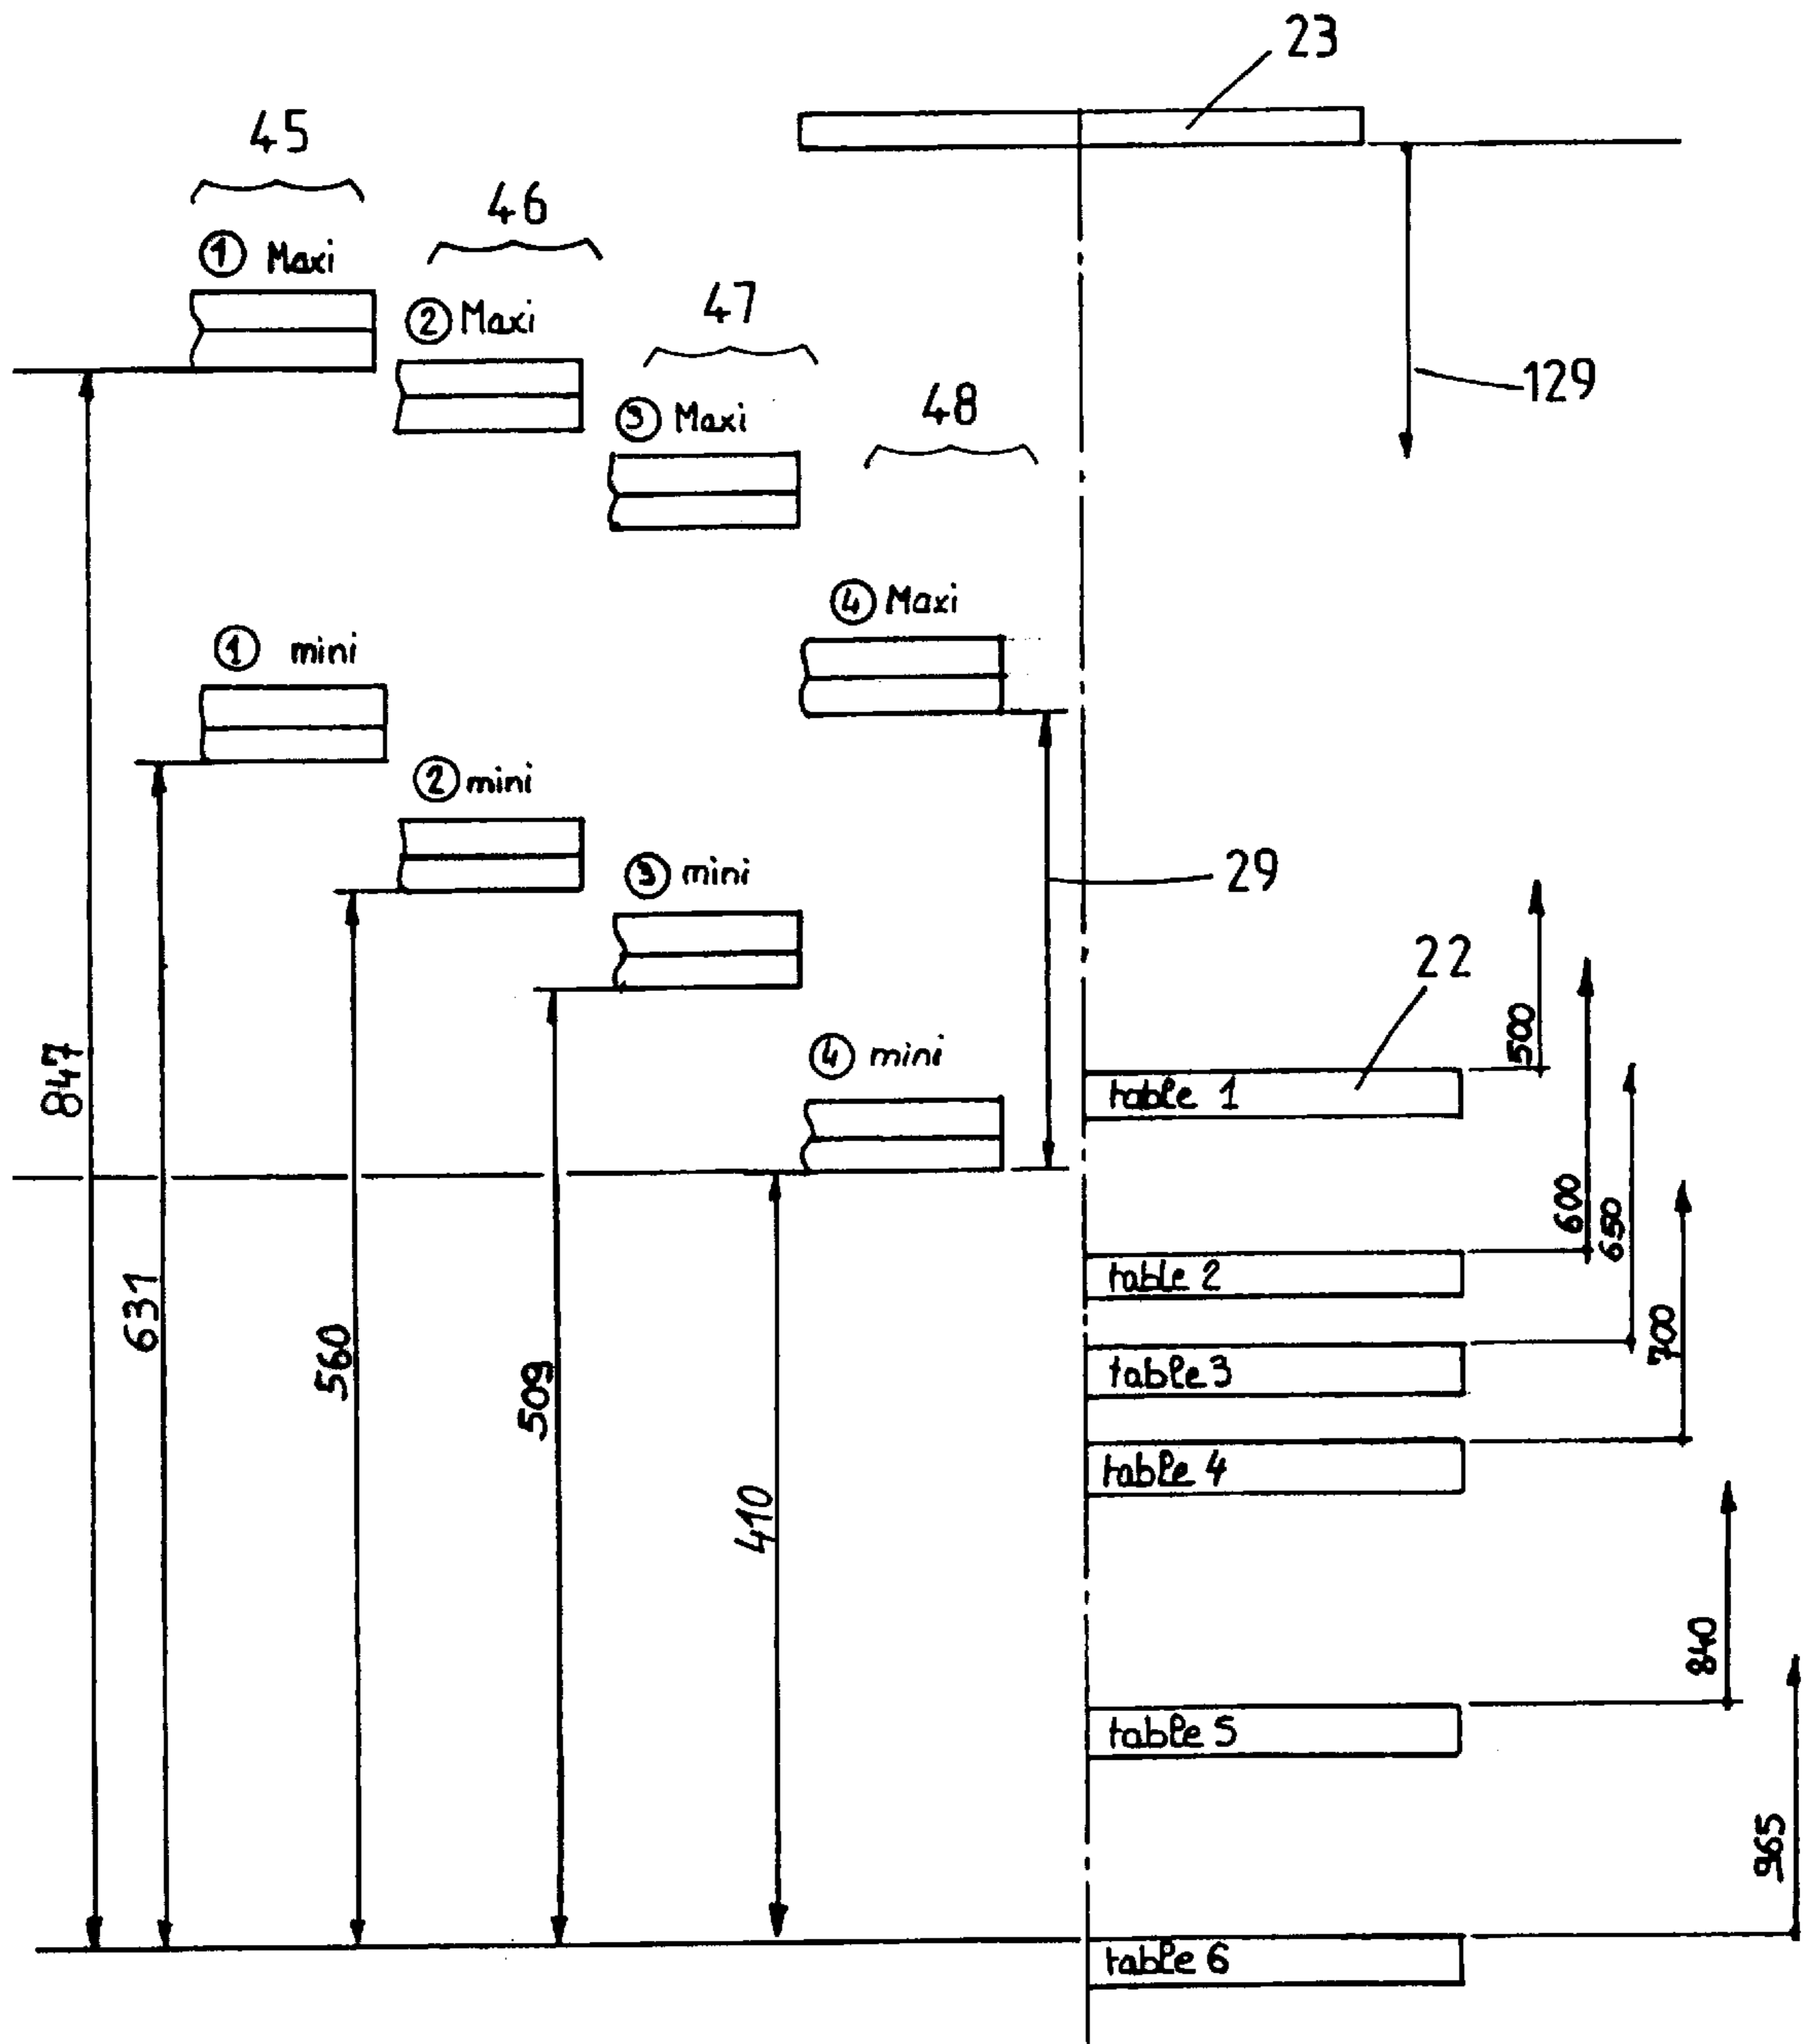 23
45
46
① Maxi
47
② Maxi
129
48
③ Maxi
④ Maxi
① mini
② mini
29
③ mini
22
500
847
④ mini
table 1
600
650
631
table 2
700
560
table 3
509
table 4
410
840
table 5
965
table 6